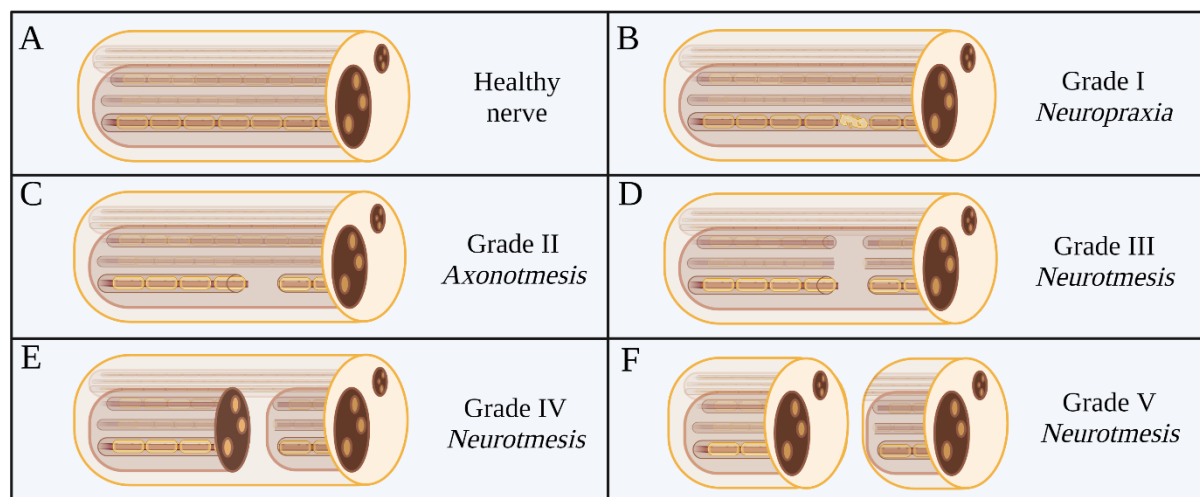 A
Healthy
nerve
B
Grade I
Neuropraxia
C
Grade II
Axonotmesis
D
Grade III
Neurotmesis
E
Grade IV
Neurotmesis
F
Grade V
Neurotmesis